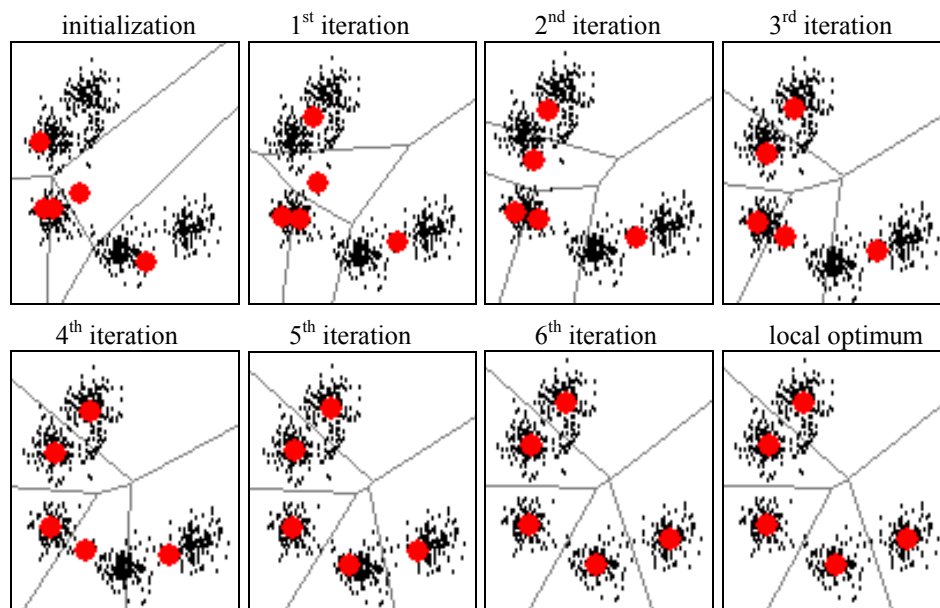 initialization
1st iteration
2nd iteration
3rd iteration
4th iteration
5th iteration
6th iteration
local optimum